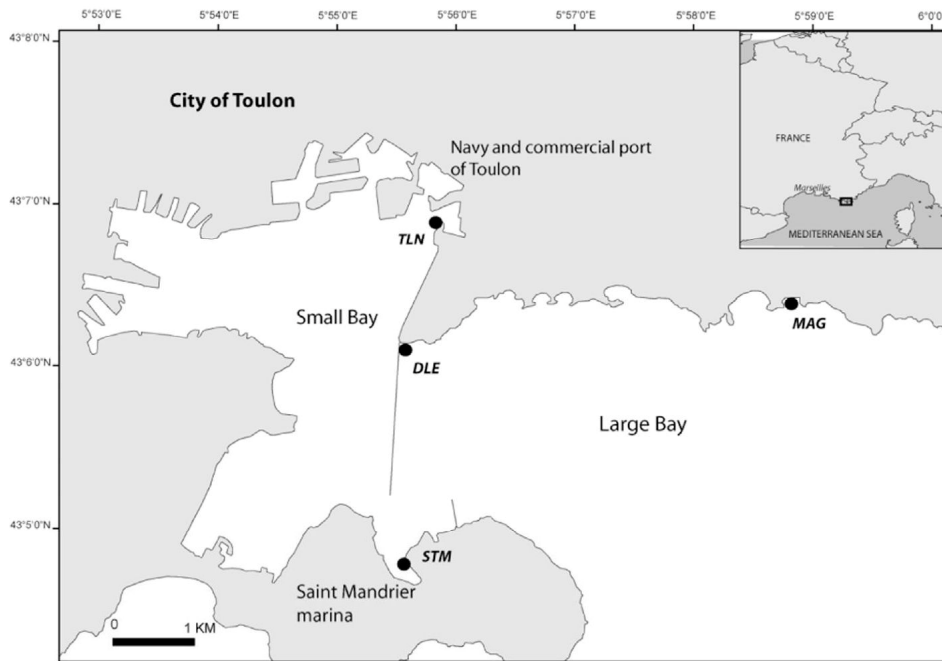 5°53'0"E 5°54'0"E 5°55'0"E 5°56'0"E 5°57'0"E 5°58'0"E 5°59'0"E 6°0'0
43°8'0"N
City of Toulon
Navy and commercial port
of Toulon
FRANCE
Marseilles
MEDITERRANEAN SEA
43°7'0"N
TLN
Small Bay
MAG
43°6'0"N
DLE
Large Bay
43°5'0"N
STM
Saint Mandrier
marina
0 1 KM